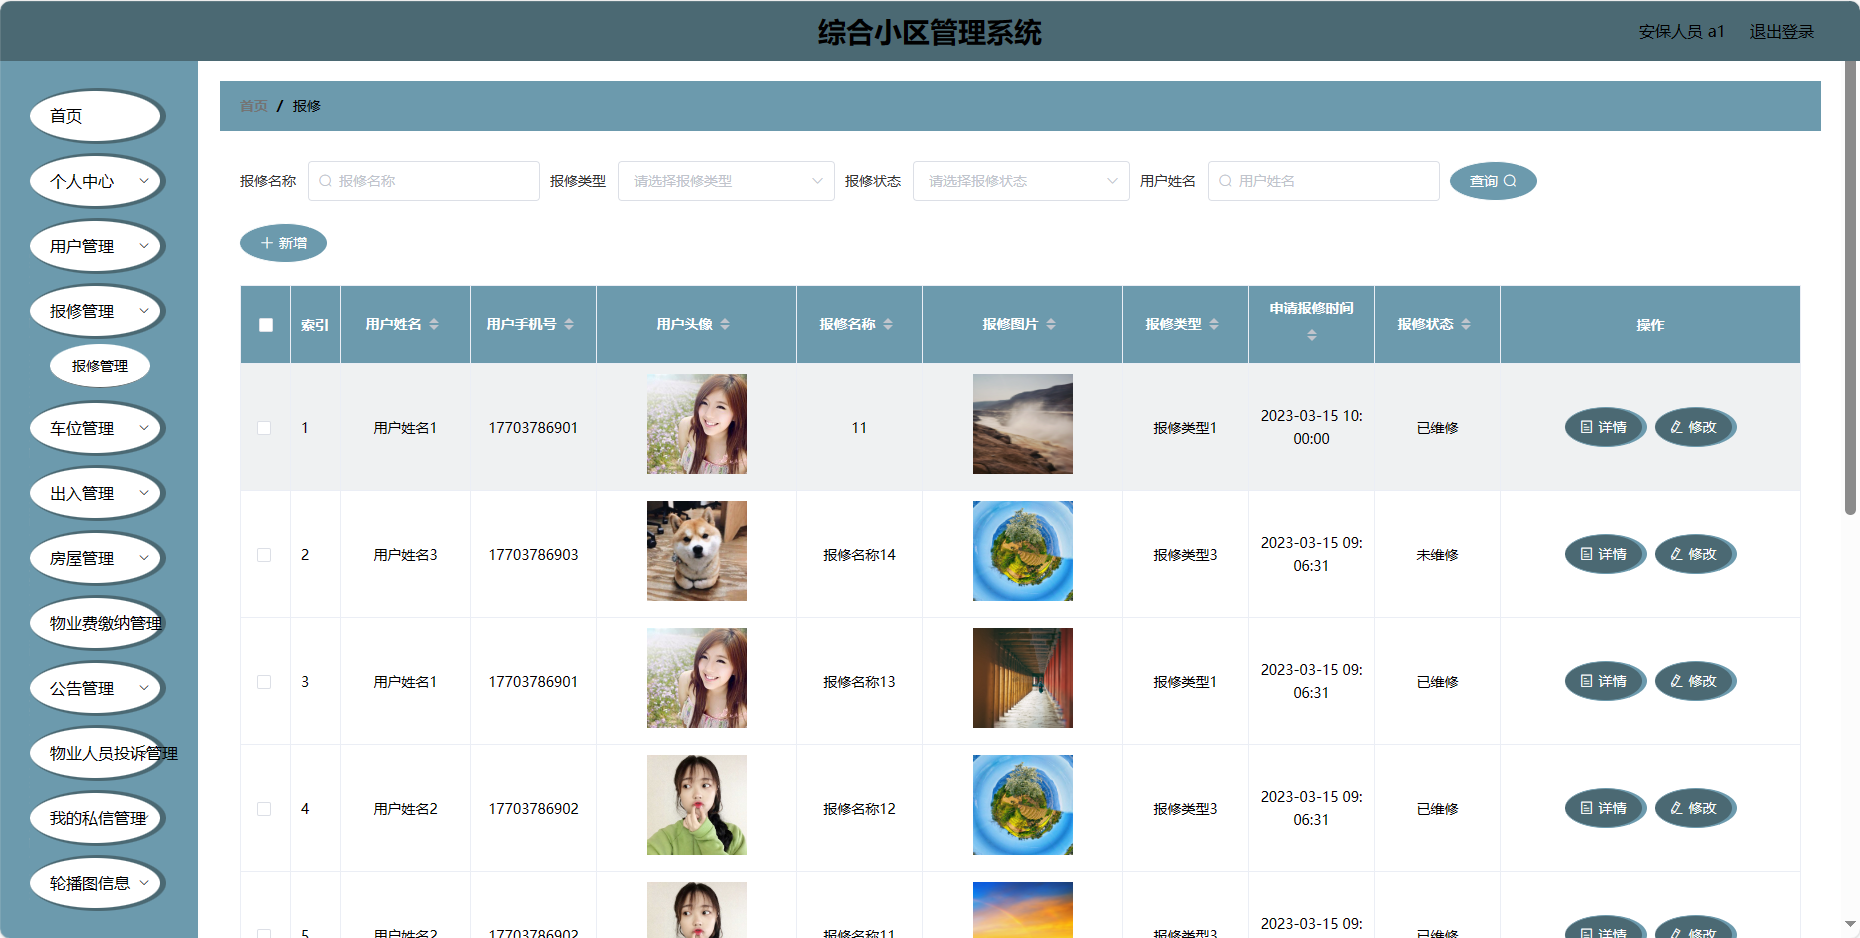 综合小区管理系统
安保人员 a1
退出登录
首页
个人中心
用户管理
报修管理
报修管理
车位管理
出入管理
房屋管理
物业费缴纳管理
公告管理
物业人员投诉管理
我的私信管理
轮播图信息
首页 / 报修
报修名称 报修名称 报修类型 请选择报修类型 报修状态 请选择报修状态 用户姓名 用户姓名 查询
新增
索引 用户姓名 用户手机号 用户头像 报修名称 报修图片 报修类型 申请报修时间 报修状态 操作
1 用户姓名1 17703786901 11 报修类型1 2023-03-15 10:
00:00 已维修 详情 修改
2 用户姓名3 17703786903 报修名称14 报修类型3 2023-03-15 09:
06:31 未维修 详情 修改
3 用户姓名1 17703786901 报修名称13 报修类型1 2023-03-15 09:
06:31 已维修 详情 修改
4 用户姓名2 17703786902 报修名称12 报修类型3 2023-03-15 09:
06:31 已维修 详情 修改
5 用户姓名2 17703786902 报修名称11 报修类型3 2023-03-15 09:
已维修 详情 修改